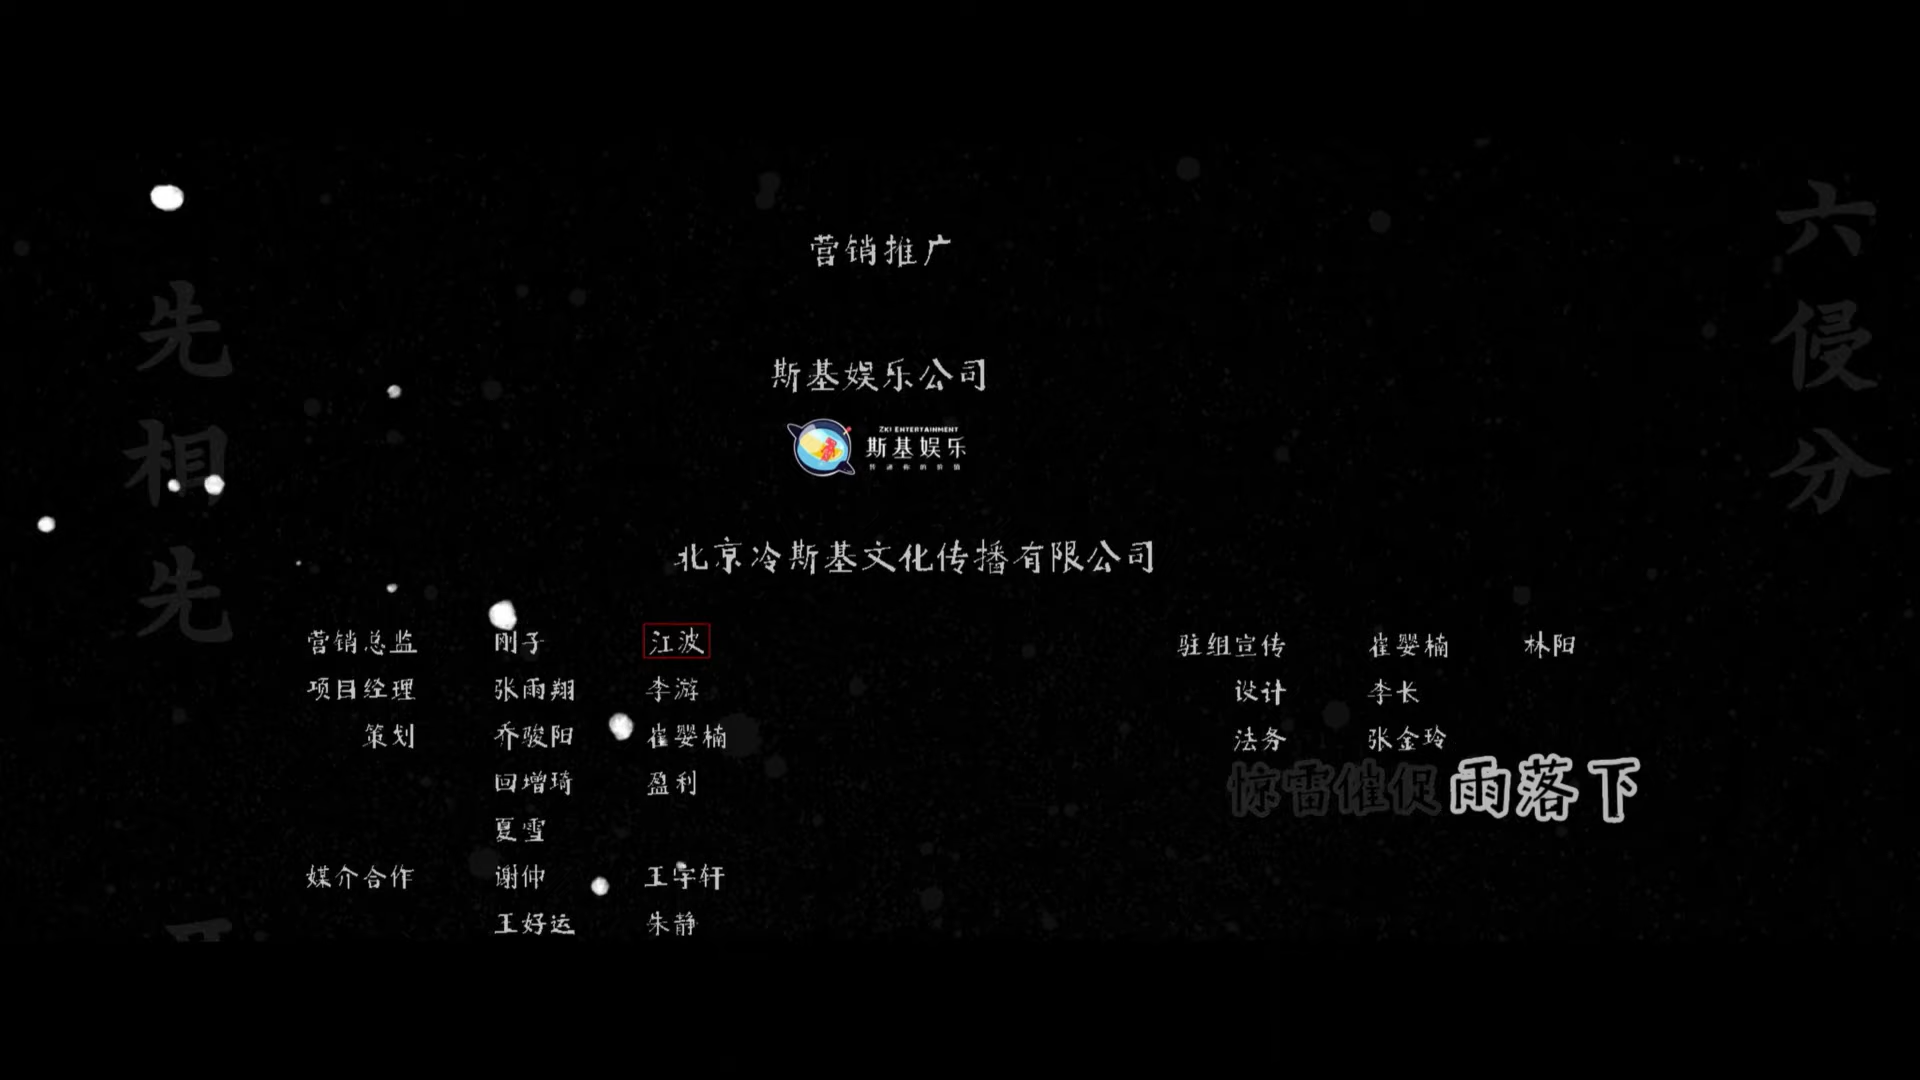 营销推广
斯基娱乐公司
ZKI ENTERTAINMENT
斯基娱乐
北京冷斯基文化传播有限公司
营销总监 刚子 江波
项目经理 张雨翔 李游
策划 乔骏阳 崔婴楠
回增琦 盈利
夏雪
媒介合作 谢仲 王宇轩
王好运 朱静
驻组宣传 崔婴楠 林阳
设计 李长
法务 张金玲
惊雷催促雨落下
先相先
六侵分